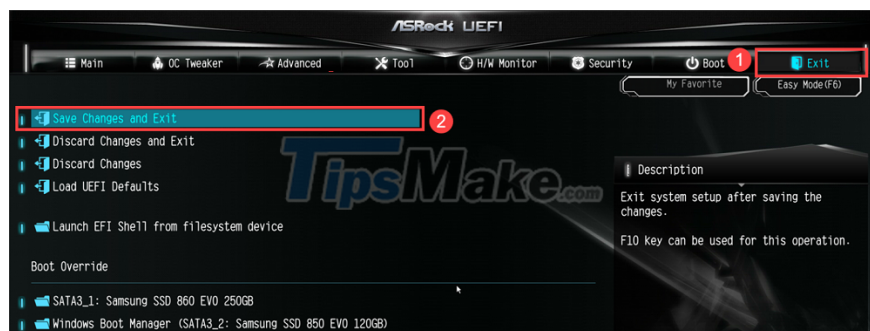 ASRock UEFI
Main OC Tweaker Advanced Tool H/W Monitor Security Boot 1 Exit
My Favorite Easy Mode(F6)
Save Changes and Exit 2
Discard Changes and Exit
Discard Changes
Load UEFI Defaults
TipsMake.com
Description
Exit system setup after saving the
changes.
F10 key can be used for this operation.
Launch EFI Shell from filesystem device
Boot Override
SATA3_1: Samsung SSD 860 EVO 250GB
Windows Boot Manager (SATA3_2: Samsung SSD 850 EVO 120GB)